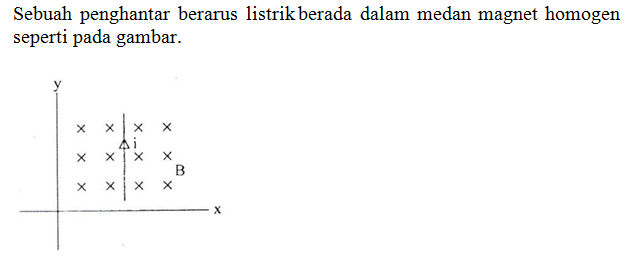 Sebuah penghantar berarus listrik berada dalam medan magnet homogen
seperti pada gambar.
y
× × × ×
i
× × × ×
B
× × × ×
x